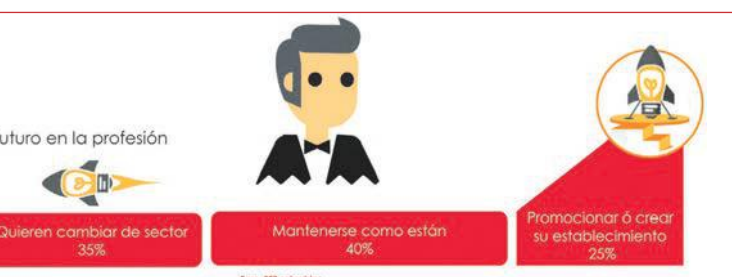 uturo en la profesión
Quieren cambiar de sector
35%
Mantenerse como están
40%
Promocionar ó crear
su establecimiento
25%